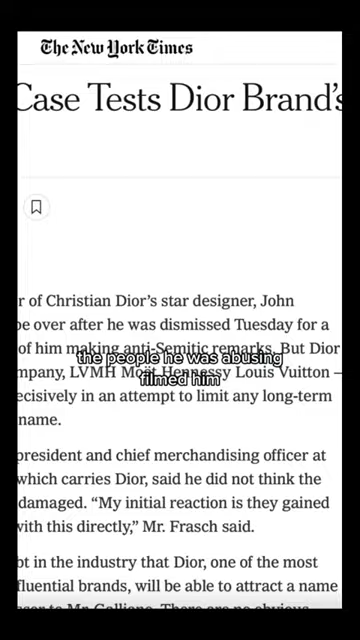 The New York Times
Case Tests Dior Brand's
r of Christian Dior's star designer, John
be over after he was dismissed Tuesday for a
of him making anti-Semitic remarks. But Dior
mpany, LVMH Moët Hennessy Louis Vuitton –
ecisively in an attempt to limit any long-term
name.
the people he was abusing
filmed him
president and chief merchandising officer at
which carries Dior, said he did not think the
damaged. “My initial reaction is they gained
with this directly,” Mr. Frasch said.
bt in the industry that Dior, one of the most
fluential brands, will be able to attract a name